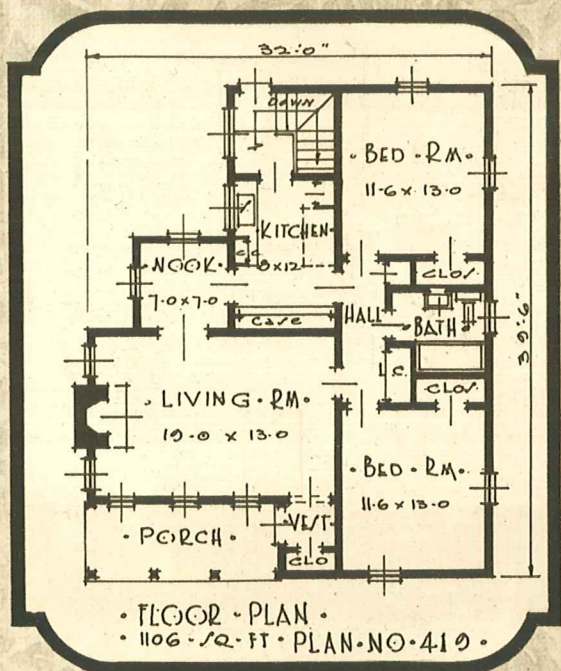 32'-0"
DOWN
BED·RM·
11-6 x 13-0
·KITCHEN·
8x12
C.C.
·NOOK·
7-0x7-0
CLOS·
Case
HALL
·BATH·
39'-6"
L.C.
CLOS·
·LIVING·RM·
19-0 x 13-0
·BED·RM·
11-6 x 13-0
·VEST·
·PORCH·
CLO
·FLOOR·PLAN·
·1106-SQ-FT·PLAN·NO·419·